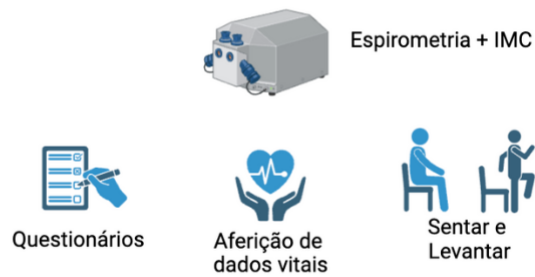 Espirometria + IMC
Questionários
Aferição de
dados vitais
Sentar e
Levantar